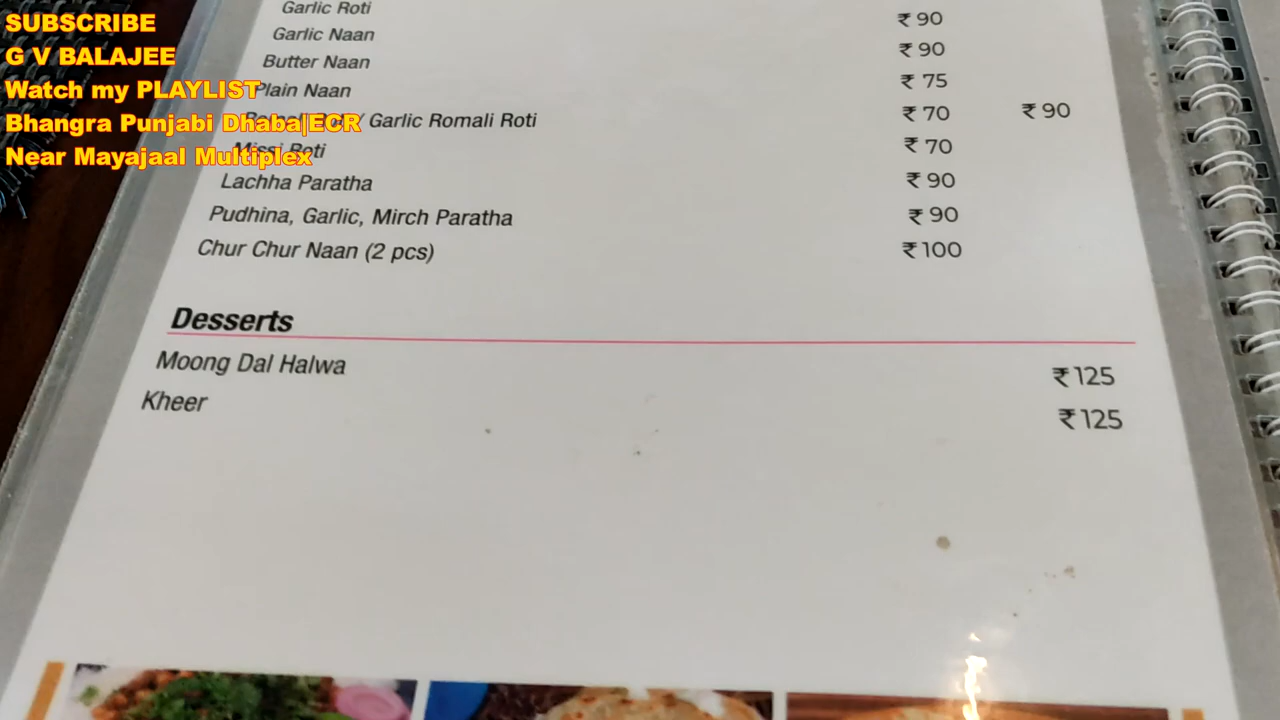 SUBSCRIBE
G V BALAJEE
Watch my PLAYLIST
Bhangra Punjabi Dhaba|ECR
Near Mayajaal Multiplex
Garlic Roti ₹ 90
Garlic Naan ₹ 90
Butter Naan ₹ 75
Plain Naan ₹ 70 ₹ 90
/ Garlic Romali Roti ₹ 70
Missi Roti ₹ 90
Lachha Paratha ₹ 90
Pudhina, Garlic, Mirch Paratha ₹ 100
Chur Chur Naan (2 pcs)
Desserts
Moong Dal Halwa ₹ 125
Kheer ₹ 125